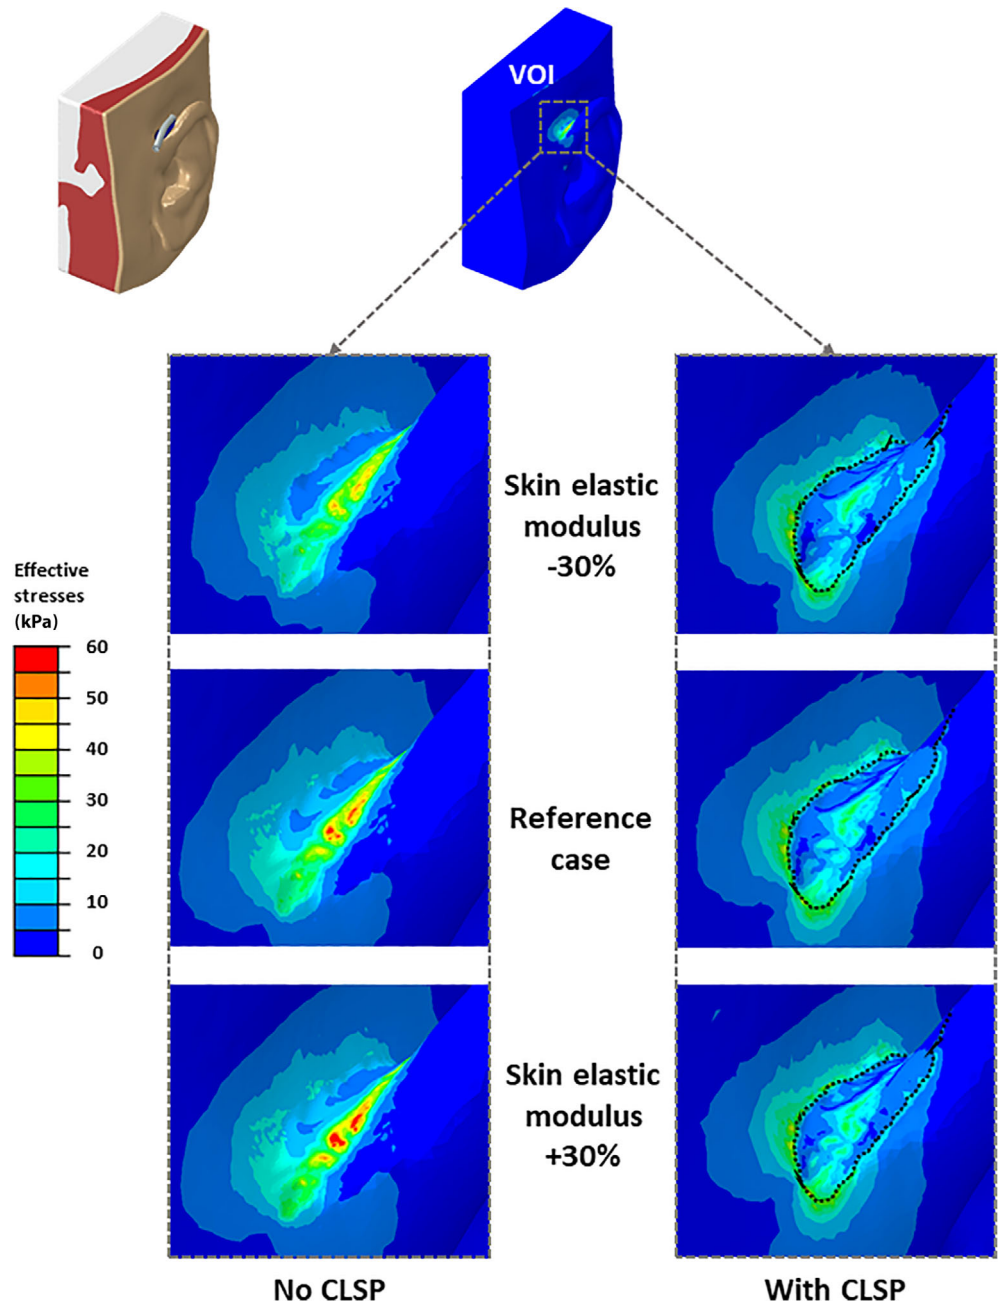 VOI
Skin elastic
modulus
-30%
Effective
stresses
(kPa)
60
50
40
30
20
10
0
Reference
case
Skin elastic
modulus
+30%
No CLSP
With CLSP